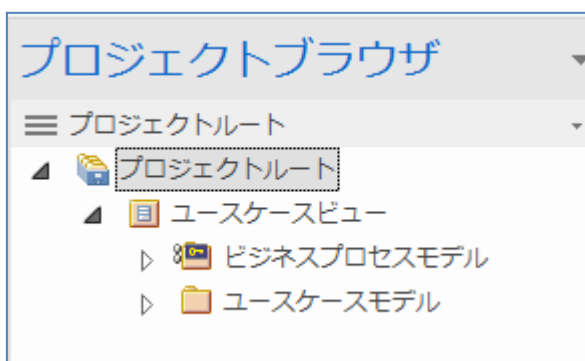 プロジェクトブラウザ
プロジェクトルート
プロジェクトルート
ユースケースビュー
ビジネスプロセスモデル
ユースケースモデル